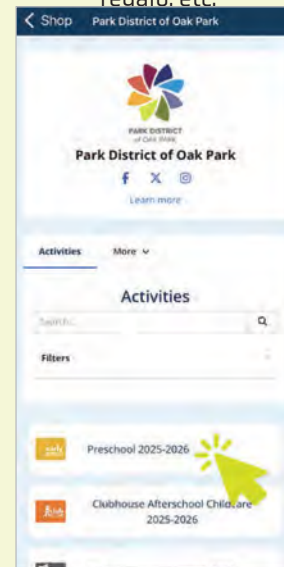 regalo, etc.
Shop Park District of Oak Park
PARK DISTRICT
of OAK PARK
Park District of Oak Park
Learn more
Activities More
Activities
Search...
Filters
Preschool 2025-2026
Clubhouse Afterschool Childcare
2025-2026